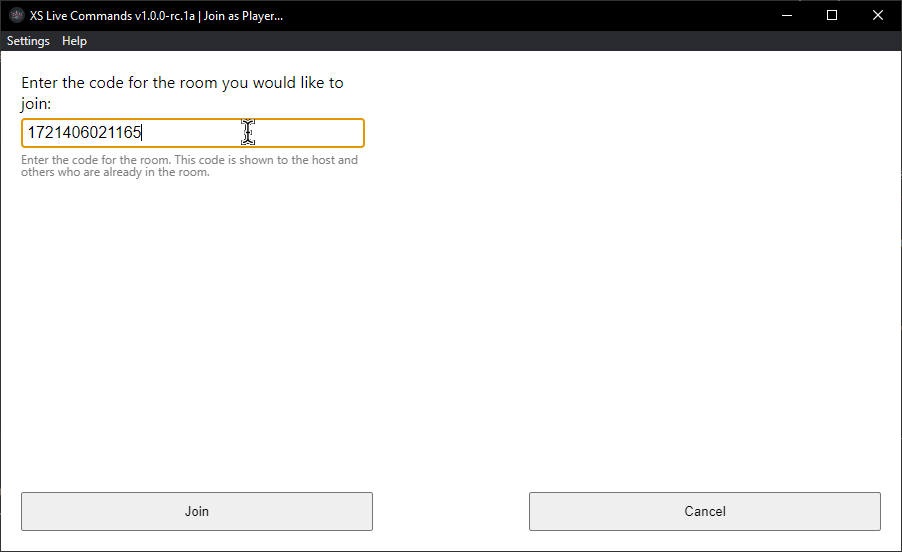 XS Live Commands v1.0.0-rc.1a | Join as Player...
Settings Help
Enter the code for the room you would like to
join:
1721406021165
Enter the code for the room. This code is shown to the host and
others who are already in the room.
Join Cancel